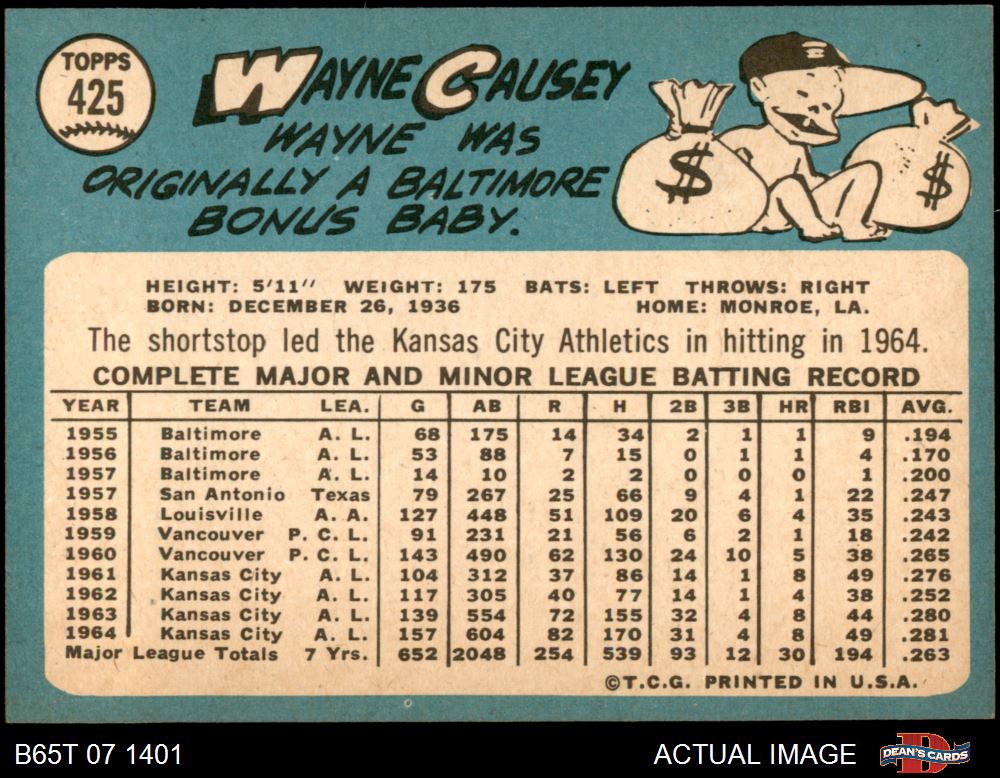 TOPPS
425
WAYNE CAUSEY
WAYNE WAS
ORIGINALLY A BALTIMORE
BONUS BABY.
$ $
HEIGHT: 5'11" WEIGHT: 175 BATS: LEFT THROWS: RIGHT
BORN: DECEMBER 26, 1936 HOME: MONROE, LA.
The shortstop led the Kansas City Athletics in hitting in 1964.
COMPLETE MAJOR AND MINOR LEAGUE BATTING RECORD
YEAR TEAM LEA. G AB R H 2B 3B HR RBI AVG.
1955 Baltimore A. L. 68 175 14 34 2 1 1 9 .194
1956 Baltimore A. L. 53 88 7 15 0 1 1 4 .170
1957 Baltimore A. L. 14 10 2 2 0 0 0 1 .200
1957 San Antonio Texas 79 267 25 66 9 4 1 22 .247
1958 Louisville A. A. 127 448 51 109 20 6 4 35 .243
1959 Vancouver P. C. L. 91 231 21 56 6 2 1 18 .242
1960 Vancouver P. C. L. 143 490 62 130 24 10 5 38 .265
1961 Kansas City A. L. 104 312 37 86 14 1 8 49 .276
1962 Kansas City A. L. 117 305 40 77 14 1 4 38 .252
1963 Kansas City A. L. 139 554 72 155 32 4 8 44 .280
1964 Kansas City A. L. 157 604 82 170 31 4 8 49 .281
Major League Totals 7 Yrs. 652 2048 254 539 93 12 30 194 .263
©T.C.G. PRINTED IN U.S.A.
B65T 07 1401 ACTUAL IMAGE DEAN'S CARDS